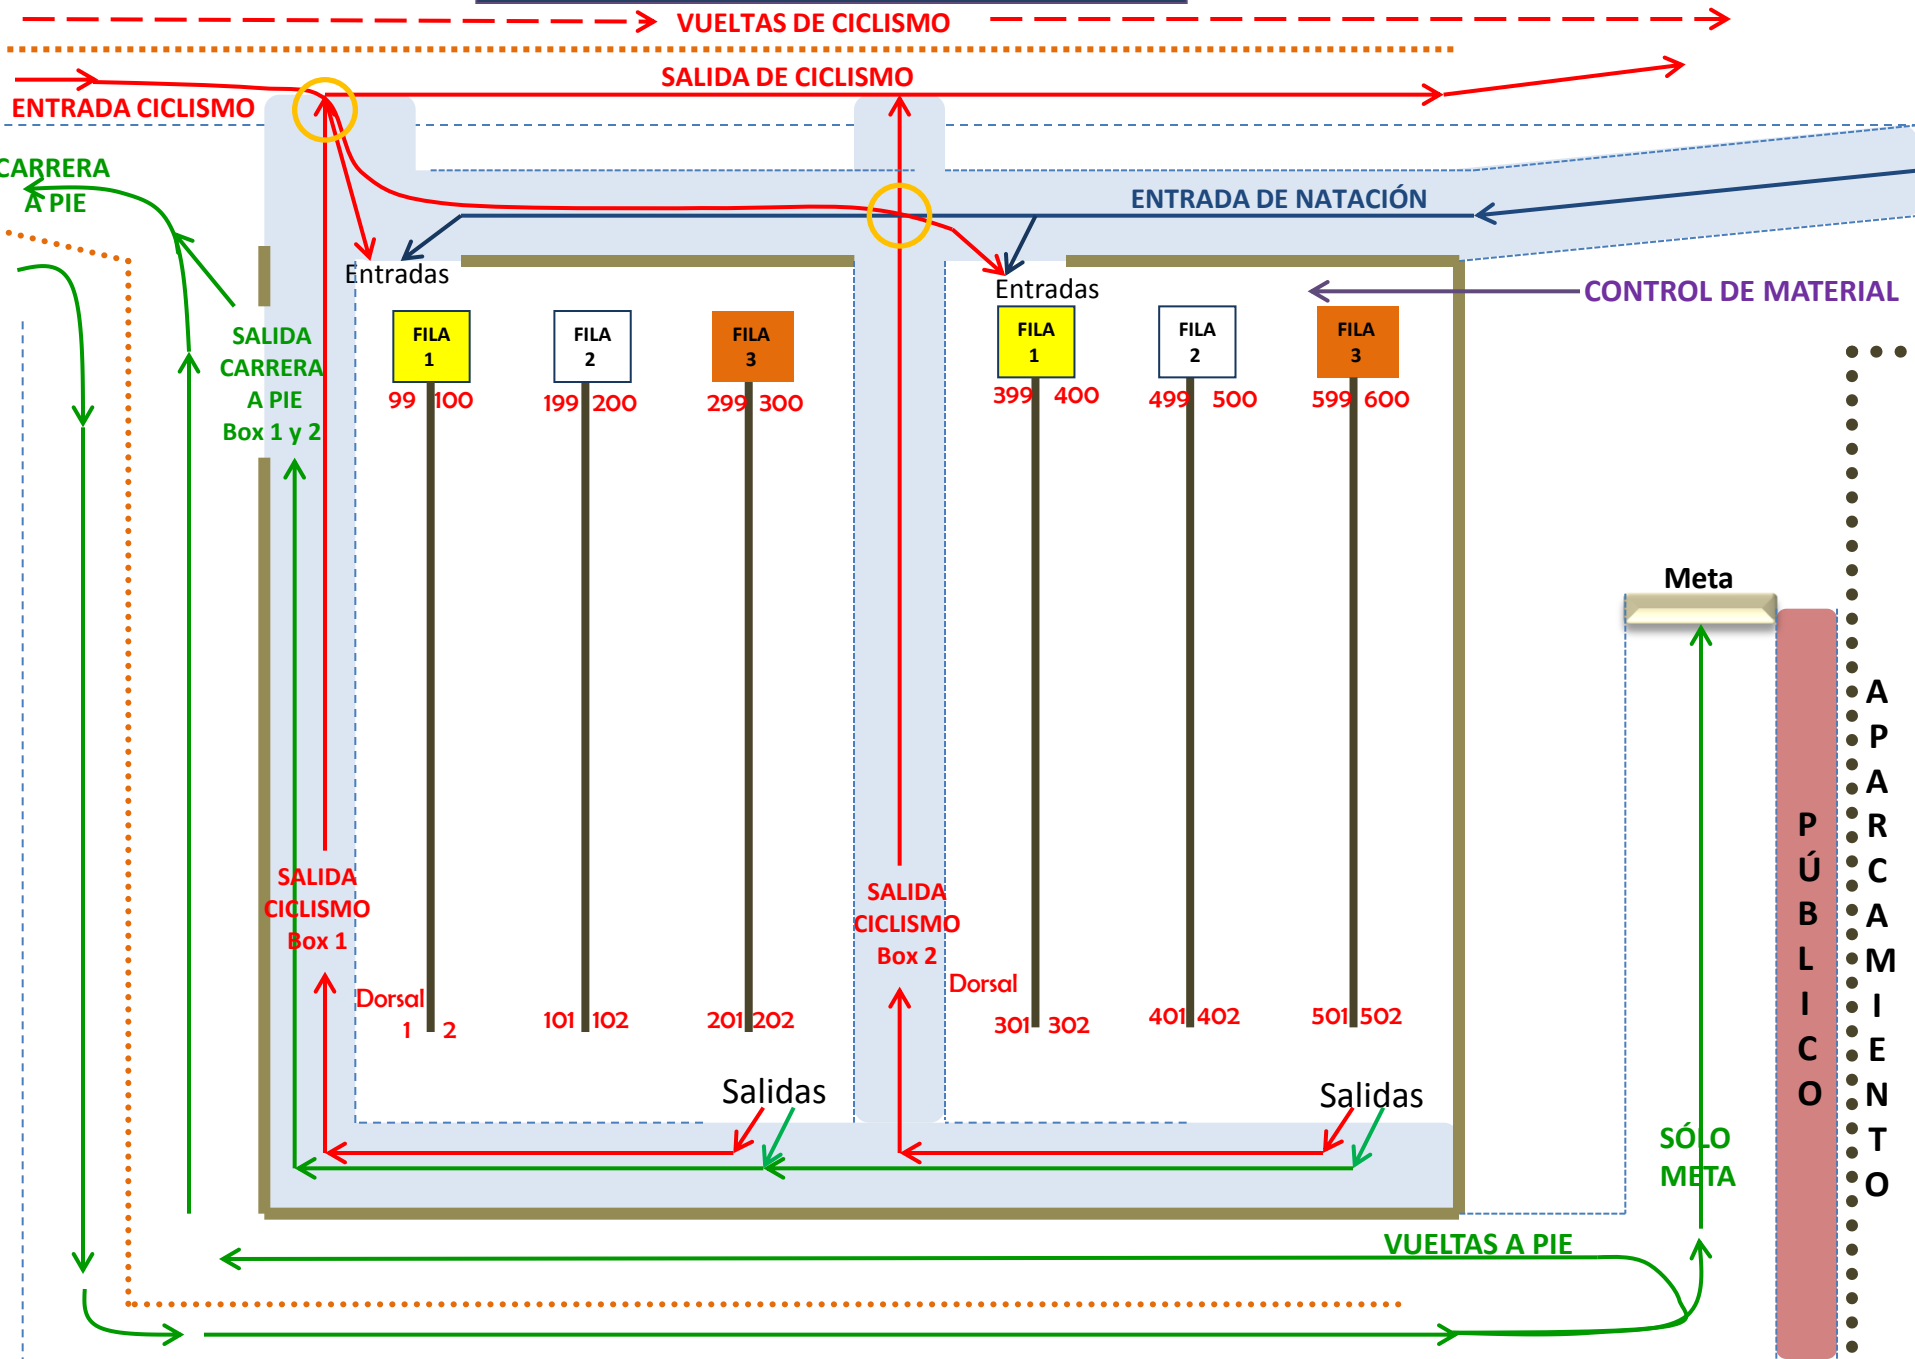 VUELTAS DE CICLISMO
SALIDA DE CICLISMO
ENTRADA CICLISMO
CARRERA
A PIE
ENTRADA DE NATACIÓN
Entradas
Entradas
CONTROL DE MATERIAL
SALIDA
CARRERA
A PIE
Box 1 y 2
FILA
1
FILA
2
FILA
3
FILA
1
FILA
2
FILA
3
99 100
199 200
299 300
399 400
499 500
599 600
Meta
SALIDA
CICLISMO
Box 1
SALIDA
CICLISMO
Box 2
Dorsal
1 2
101 102
201 202
Dorsal
301 302
401 402
501 502
Salidas
Salidas
SÓLO
META
PÚBLICO
APARCAMIENTO
VUELTAS A PIE